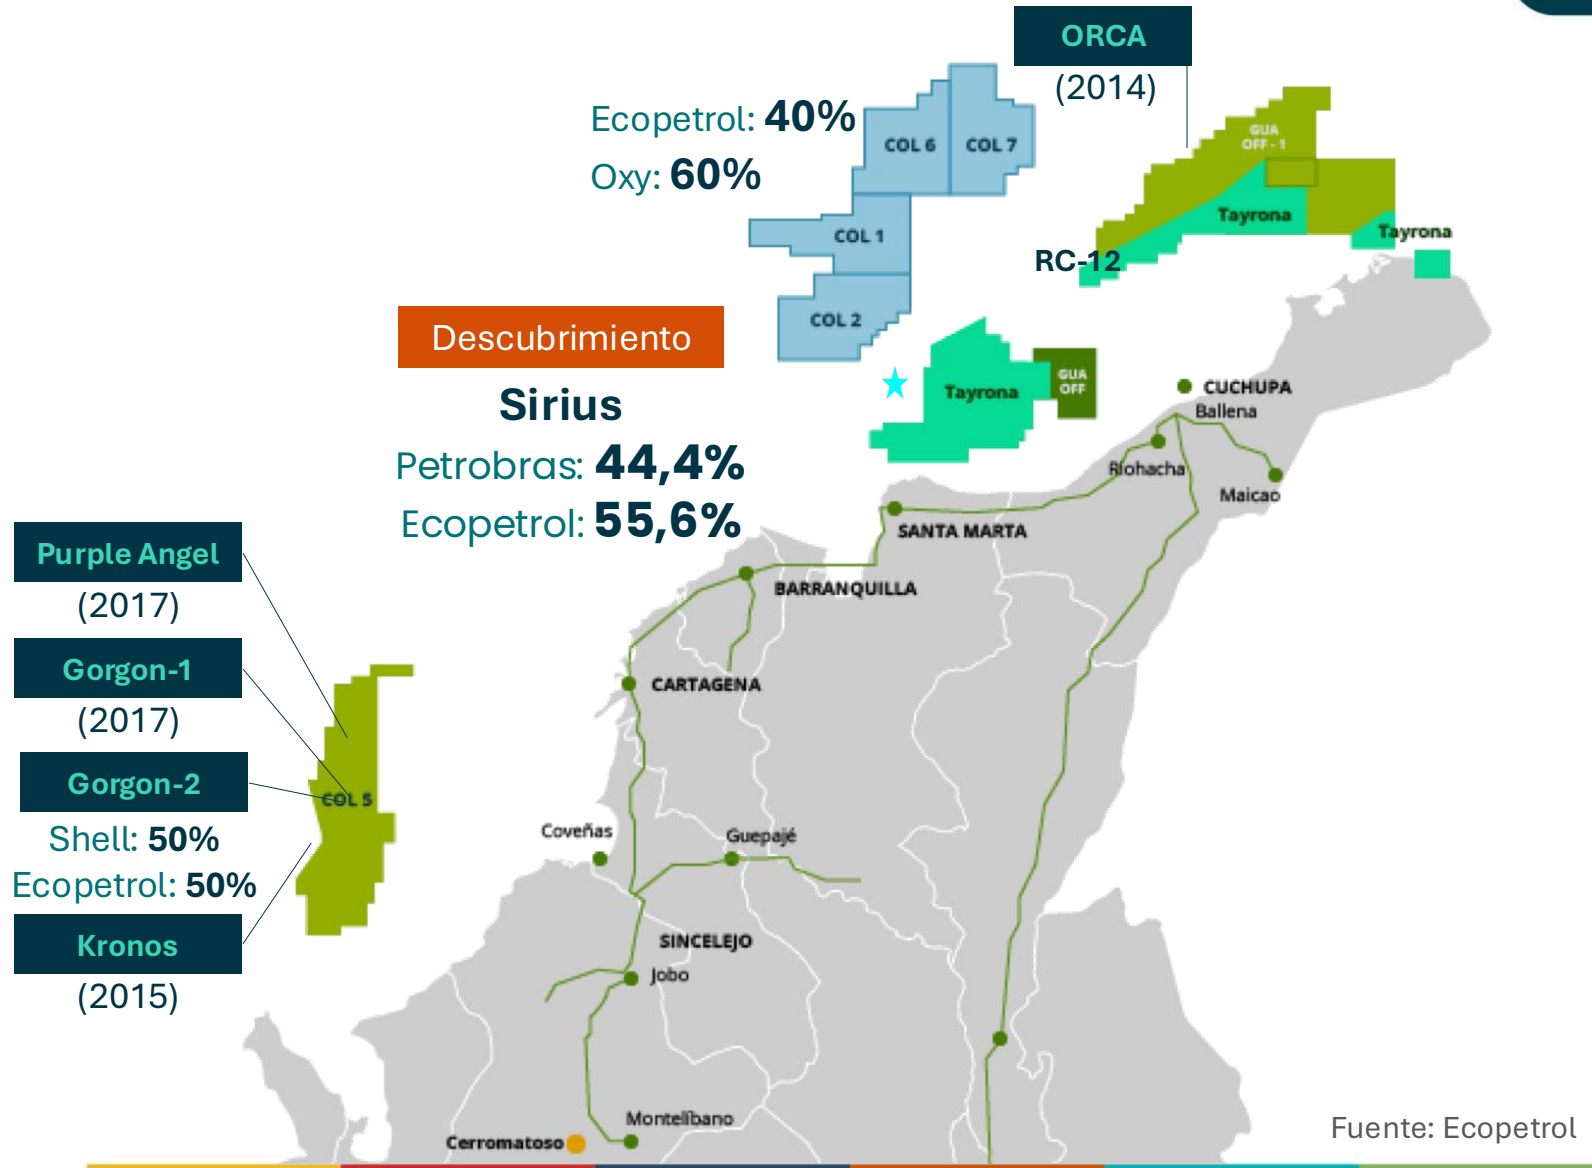 ORCA
(2014)
Ecopetrol: 40%
Oxy: 60%
COL 6
COL 7
GUA
OFF - 1
COL 1
Tayrona
Tayrona
RC-12
COL 2
Descubrimiento
Sirius
Petrobras: 44,4%
Ecopetrol: 55,6%
Tayrona
GUA
OFF
CUCHUPA
Ballena
Riohacha
Maicao
SANTA MARTA
BARRANQUILLA
CARTAGENA
Purple Angel
(2017)
Gorgon-1
(2017)
Gorgon-2
Shell: 50%
Ecopetrol: 50%
Kronos
(2015)
COL 5
Coveñas
Guepajé
SINCELEJO
Jobo
Montelíbano
Cerromatoso
Fuente: Ecopetrol